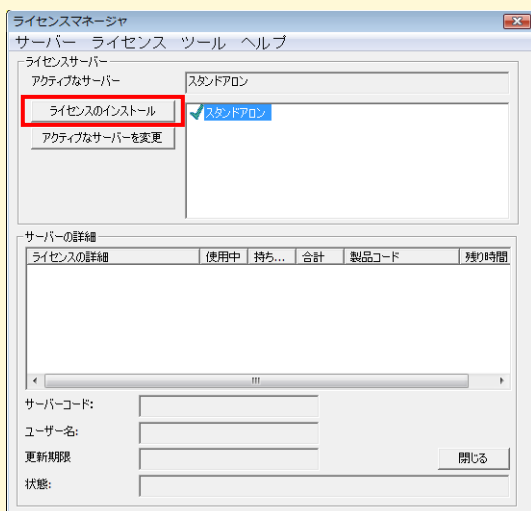 ライセンスマネージャ
サーバー ライセンス ツール ヘルプ
ライセンスサーバー
アクティブなサーバー スタンドアロン
ライセンスのインストール スタンドアロン
アクティブなサーバーを変更
サーバーの詳細
ライセンスの詳細 使用中 持ち... 合計 製品コード 残り時間
サーバーコード:
ユーザー名:
更新期限 閉じる
状態: